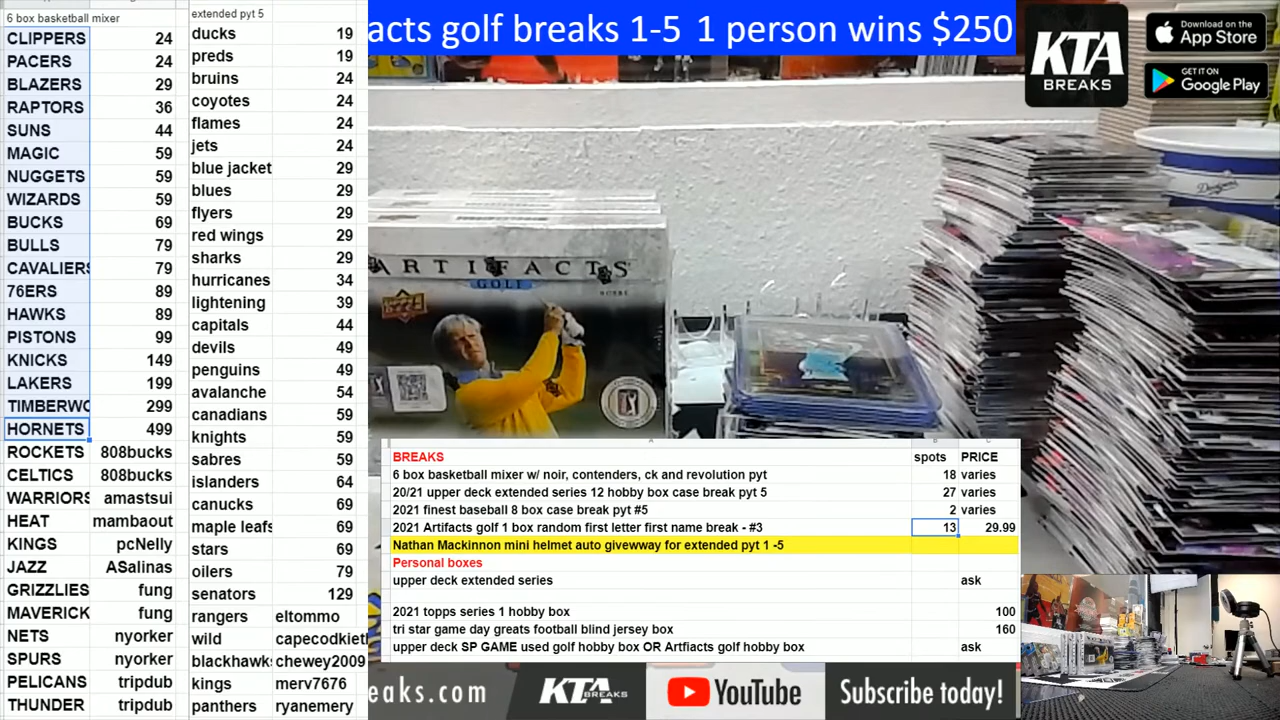 6 box basketball mixer
CLIPPERS 24
PACERS 24
BLAZERS 29
RAPTORS 36
SUNS 44
MAGIC 59
NUGGETS 59
WIZARDS 59
BUCKS 69
BULLS 79
CAVALIERS 79
76ERS 89
HAWKS 89
PISTONS 99
KNICKS 149
LAKERS 199
TIMBERWO 299
HORNETS 499
ROCKETS 808bucks
CELTICS 808bucks
WARRIORS amastsui
HEAT mambaout
KINGS pcNelly
JAZZ ASalinas
GRIZZLIES fung
MAVERICK fung
NETS nyorker
SPURS nyorker
PELICANS tripdub
THUNDER tripdub
extended pyt 5
ducks 19
preds 19
bruins 24
coyotes 24
flames 24
jets 24
blue jacket 29
blues 29
flyers 29
red wings 29
sharks 29
hurricanes 34
lightening 39
capitals 44
devils 49
penguins 49
avalanche 54
canadians 59
knights 59
sabres 59
islanders 64
canucks 69
maple leafs 69
stars 69
oilers 79
senators 129
rangers eltommo
wild capecodkiet
blackhawks chewey2009
kings merv7676
panthers ryanemery
acts golf breaks 1-5 1 person wins $250
KTA
BREAKS
Download on the
App Store
GET IT ON
Google Play
ARTIFACTS
GOLF
UPPER DECK
Dodgers
BREAKS spots PRICE
6 box basketball mixer w/ noir, contenders, ck and revolution pyt 18 varies
20/21 upper deck extended series 12 hobby box case break pyt 5 27 varies
2021 finest baseball 8 box case break pyt #5 2 varies
2021 Artifacts golf 1 box random first letter first name break - #3 13 29.99
Nathan Mackinnon mini helmet auto givewway for extended pyt 1 -5
Personal boxes
upper deck extended series ask
2021 topps series 1 hobby box 100
tri star game day greats football blind jersey box 160
upper deck SP GAME used golf hobby box OR Artfiacts golf hobby box ask
eaks.com
KTA BREAKS
YouTube
Subscribe today!